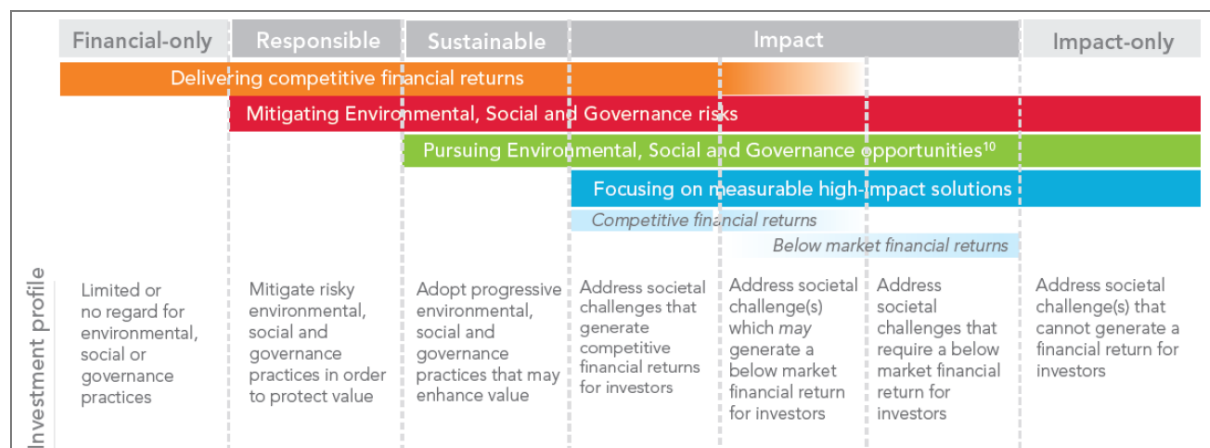 Financial-only
Responsible
Sustainable
Impact
Impact-only
Delivering competitive financial returns
Mitigating Environmental, Social and Governance risks
Pursuing Environmental, Social and Governance opportunities¹⁰
Focusing on measurable high-impact solutions
Competitive financial returns
Below market financial returns
Investment profile
Limited or
no regard for
environmental,
social or
governance
practices
Mitigate risky
environmental,
social and
governance
practices in order
to protect value
Adopt progressive
environmental,
social and
governance
practices that may
enhance value
Address societal
challenges that
generate
competitive
financial returns
for investors
Address societal
challenge(s)
which may
generate a
below market
financial return
for investors
Address
societal
challenges that
require a below
market financial
return for
investors
Address societal
challenge(s) that
cannot generate a
financial return for
investors